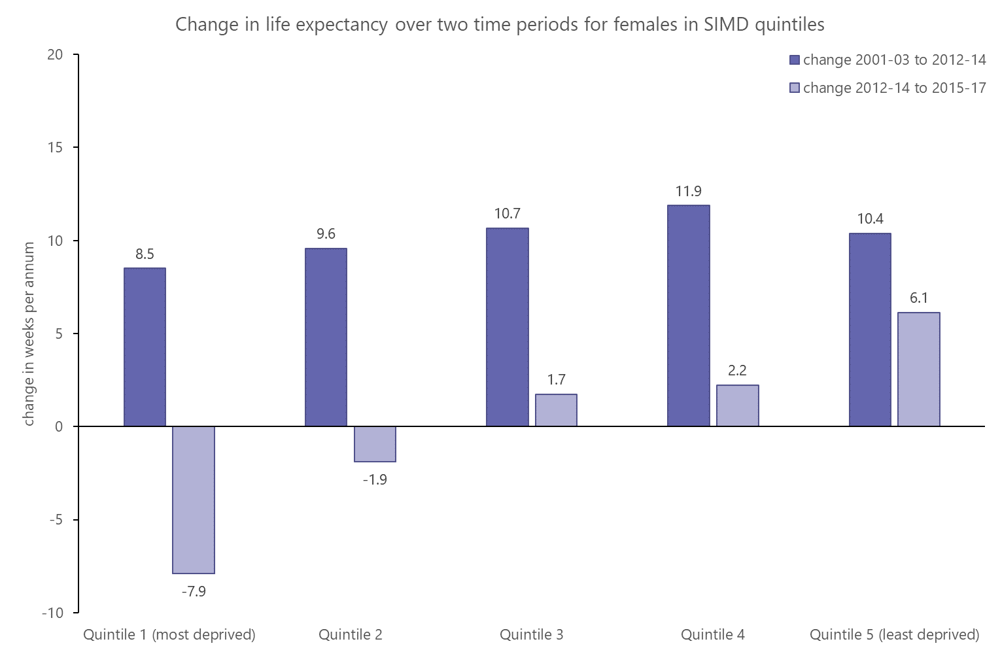 Change in life expectancy over two time periods for females in SIMD quintiles
change 2001-03 to 2012-14
change 2012-14 to 2015-17
change in weeks per annum
20
15
10
5
0
-5
-10
8.5
-7.9
9.6
-1.9
10.7
1.7
11.9
2.2
10.4
6.1
Quintile 1 (most deprived)
Quintile 2
Quintile 3
Quintile 4
Quintile 5 (least deprived)